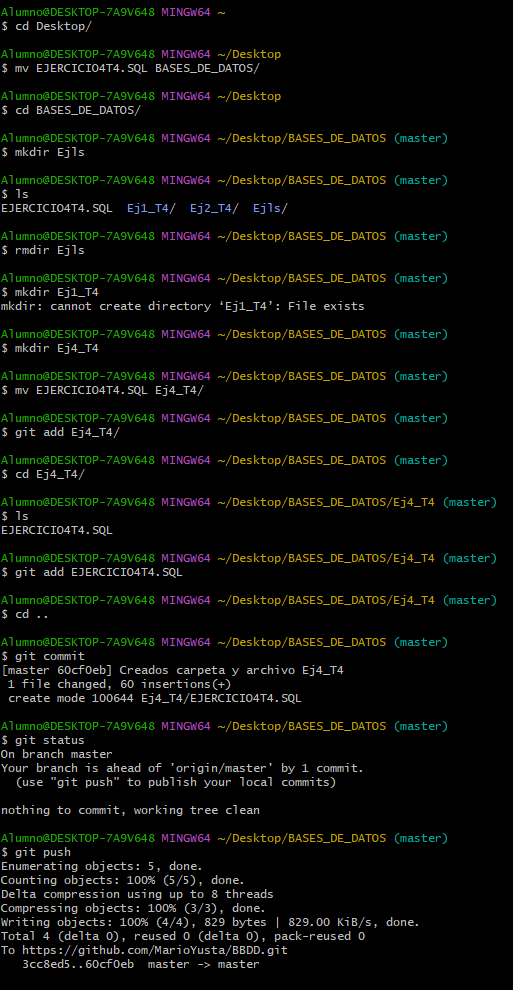 Alumno@DESKTOP-7A9V648 MINGW64 ~
$ cd Desktop/
Alumno@DESKTOP-7A9V648 MINGW64 ~/Desktop
$ mv EJERCICIO4T4.SQL BASES_DE_DATOS/
Alumno@DESKTOP-7A9V648 MINGW64 ~/Desktop
$ cd BASES_DE_DATOS/
Alumno@DESKTOP-7A9V648 MINGW64 ~/Desktop/BASES_DE_DATOS (master)
$ mkdir Ejls
Alumno@DESKTOP-7A9V648 MINGW64 ~/Desktop/BASES_DE_DATOS (master)
$ ls
EJERCICIO4T4.SQL  Ej1_T4/  Ej2_T4/  Ejls/
Alumno@DESKTOP-7A9V648 MINGW64 ~/Desktop/BASES_DE_DATOS (master)
$ rmdir Ejls
Alumno@DESKTOP-7A9V648 MINGW64 ~/Desktop/BASES_DE_DATOS (master)
$ mkdir Ej1_T4
mkdir: cannot create directory ‘Ej1_T4’: File exists
Alumno@DESKTOP-7A9V648 MINGW64 ~/Desktop/BASES_DE_DATOS (master)
$ mkdir Ej4_T4
Alumno@DESKTOP-7A9V648 MINGW64 ~/Desktop/BASES_DE_DATOS (master)
$ mv EJERCICIO4T4.SQL Ej4_T4/
Alumno@DESKTOP-7A9V648 MINGW64 ~/Desktop/BASES_DE_DATOS (master)
$ git add Ej4_T4/
Alumno@DESKTOP-7A9V648 MINGW64 ~/Desktop/BASES_DE_DATOS (master)
$ cd Ej4_T4/
Alumno@DESKTOP-7A9V648 MINGW64 ~/Desktop/BASES_DE_DATOS/Ej4_T4 (master)
$ ls
EJERCICIO4T4.SQL
Alumno@DESKTOP-7A9V648 MINGW64 ~/Desktop/BASES_DE_DATOS/Ej4_T4 (master)
$ git add EJERCICIO4T4.SQL
Alumno@DESKTOP-7A9V648 MINGW64 ~/Desktop/BASES_DE_DATOS/Ej4_T4 (master)
$ cd ..
Alumno@DESKTOP-7A9V648 MINGW64 ~/Desktop/BASES_DE_DATOS (master)
$ git commit
[master 60cf0eb] Creados carpeta y archivo Ej4_T4
 1 file changed, 60 insertions(+)
 create mode 100644 Ej4_T4/EJERCICIO4T4.SQL
Alumno@DESKTOP-7A9V648 MINGW64 ~/Desktop/BASES_DE_DATOS (master)
$ git status
On branch master
Your branch is ahead of 'origin/master' by 1 commit.
  (use "git push" to publish your local commits)
nothing to commit, working tree clean
Alumno@DESKTOP-7A9V648 MINGW64 ~/Desktop/BASES_DE_DATOS (master)
$ git push
Enumerating objects: 5, done.
Counting objects: 100% (5/5), done.
Delta compression using up to 8 threads
Compressing objects: 100% (3/3), done.
Writing objects: 100% (4/4), 829 bytes | 829.00 KiB/s, done.
Total 4 (delta 0), reused 0 (delta 0), pack-reused 0
To https://github.com/MarioYusta/BBDD.git
   3cc8ed5..60cf0eb  master -> master